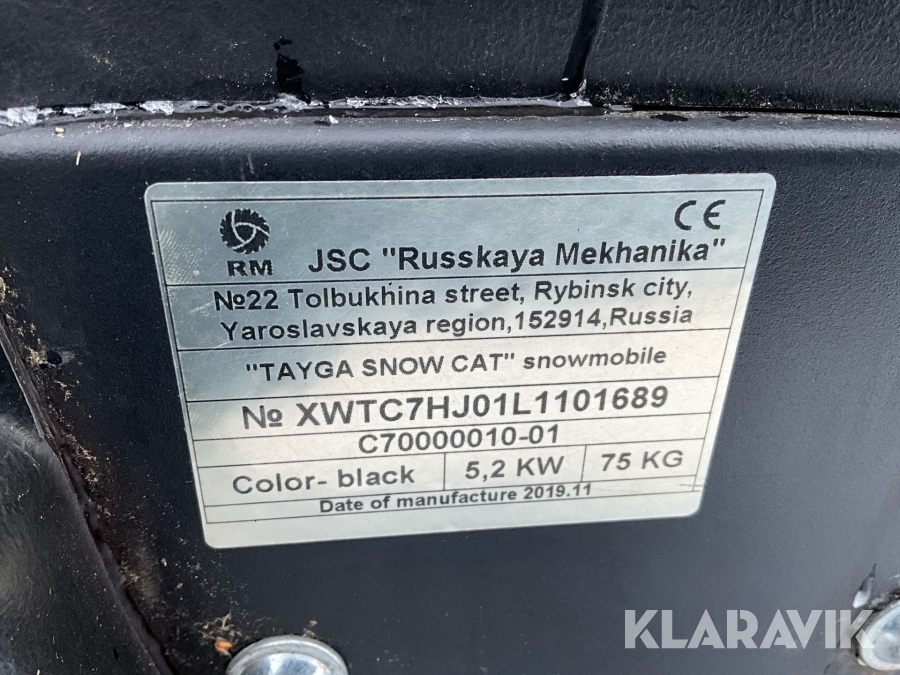 CE
RM JSC "Russkaya Mekhanika"
№22 Tolbukhina street, Rybinsk city,
Yaroslavskaya region,152914,Russia
"TAYGA SNOW CAT" snowmobile
№ XWTC7HJ01L1101689
C70000010-01
Color- black 5,2 KW 75 KG
Date of manufacture 2019.11
KLARAVIK